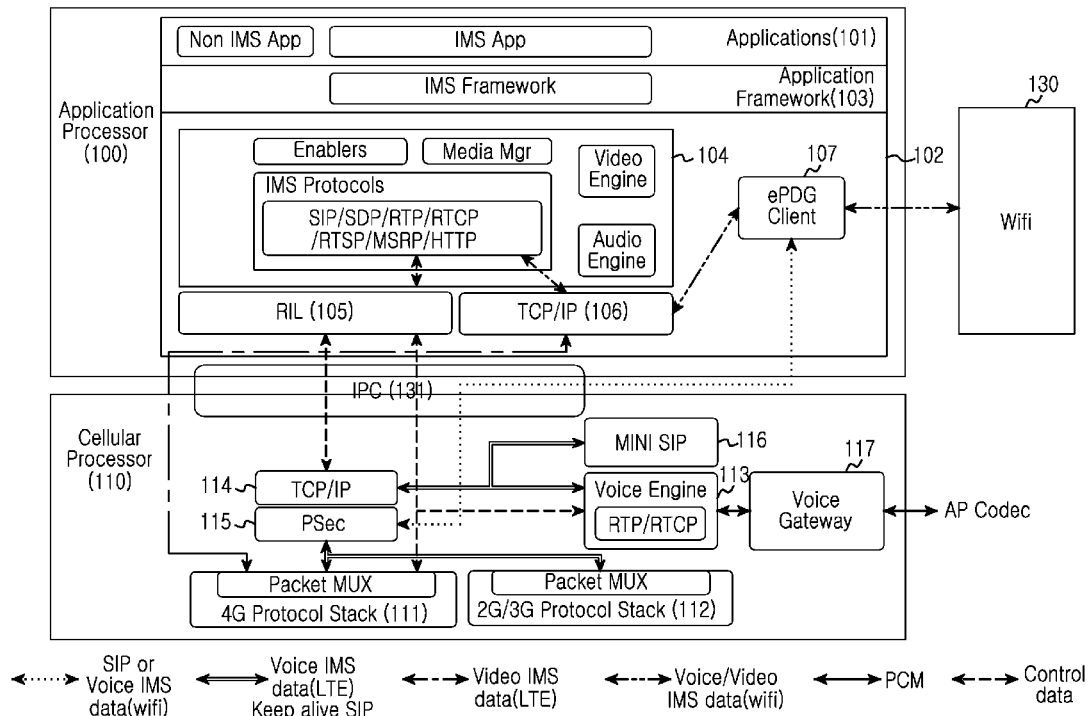 Non IMS App
IMS App
Applications(101)
IMS Framework
Application
Framework(103)
Application
Processor
(100)
130
Enablers
Media Mgr
Video
Engine
104
107
102
IMS Protocols
ePDG
Client
SIP/SDP/RTP/RTCP
/RTSP/MSRP/HTTP
Wifi
Audio
Engine
RIL (105)
TCP/IP (106)
IPC (131)
Cellular
Processor
(110)
MINI SIP
116
117
114
TCP/IP
Voice Engine
113
Voice
Gateway
AP Codec
115
PSec
RTP/RTCP
Packet MUX
4G Protocol Stack (111)
Packet MUX
2G/3G Protocol Stack (112)
SIP or
Voice IMS
data(wifi)
Voice IMS
data(LTE)
Keep alive SIP
Video IMS
data(LTE)
Voice/Video
IMS data(wifi)
PCM
Control
data